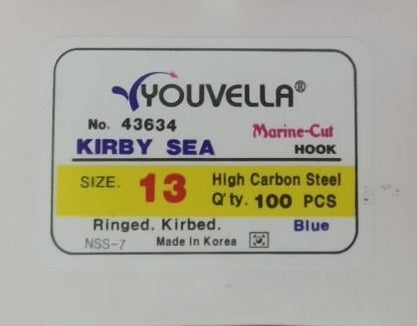 YOUVELLA®
No. 43634
Marine-Cut
KIRBY SEA HOOK
SIZE. 13 High Carbon Steel
Q'ty. 100 PCS
Ringed. Kirbed. Blue
NSS-7 Made In Korea